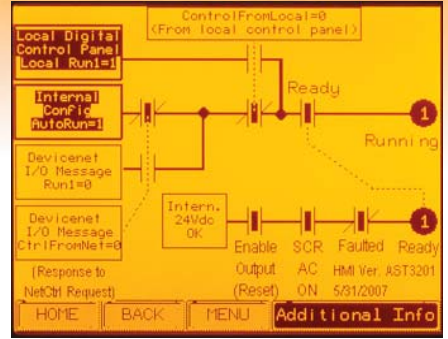 ControlFromLocal=0
(From local control panel)
Local Digital
Control Panel
Local Run1=1
Ready
Internal
Config
AutoRun=1
1
Running
Devicenet
I/O Message
Run1=0
Intern.
24Vdc
OK
1
Devicenet
I/O Message
CtrlFromNet=0
Enable SCR Faulted Ready
(Response to
NetCtrl Request)
Output AC HMI Ver. AST3201
(Reset) ON 5/31/2007
HOME BACK MENU Additional Info